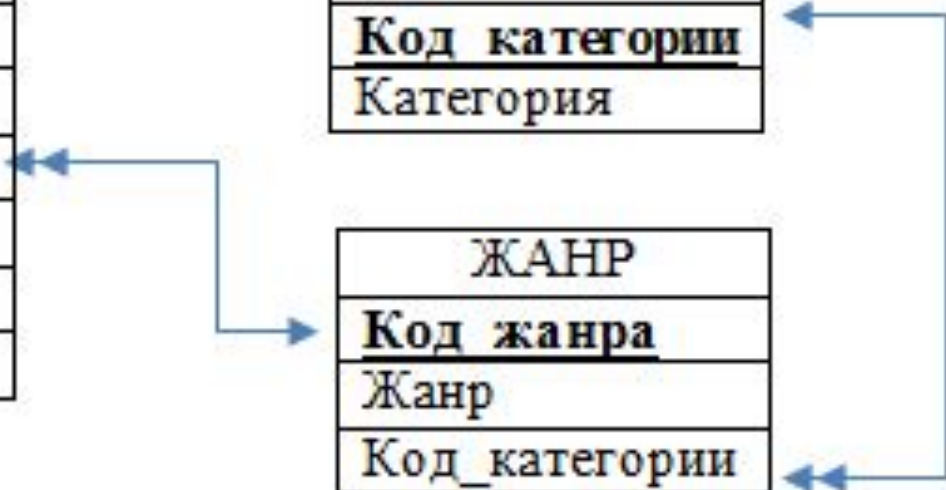 Код_категории
Категория
ЖАНР
Код_жанра
Жанр
Код_категории